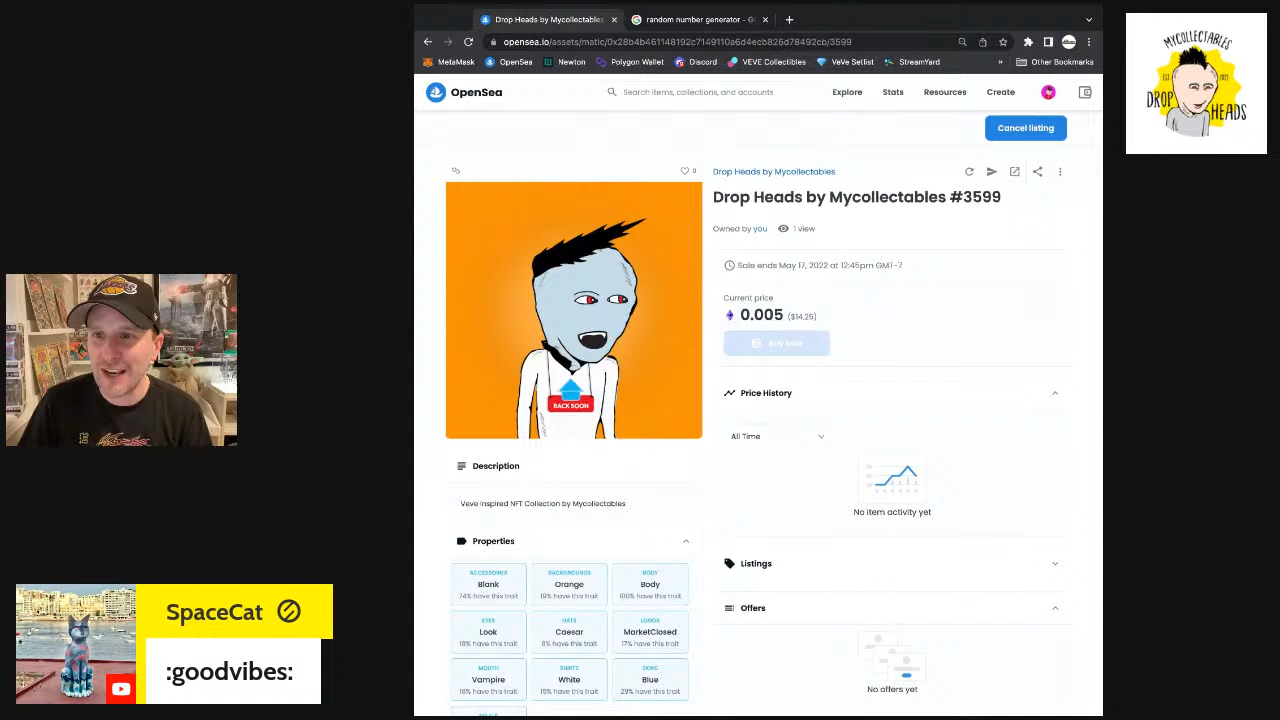 Drop Heads by Mycollectables
random number generator - G
opensea.io/assets/matic/0x28b4b461148192c7149110a6d4ecb826d78492cb/3599
MetaMask
OpenSea
Newton
Polygon Wallet
Discord
VEVE Collectibles
VeVe Setlist
StreamYard
»
Other Bookmarks
OpenSea
Search items, collections, and accounts
Explore
Stats
Resources
Create
Cancel listing
0
Drop Heads by Mycollectables
Drop Heads by Mycollectables #3599
Owned by you
1 view
Sale ends May 17, 2022 at 12:45pm GMT-7
Current price
0.005 ($14.25)
Buy now
Price History
All Time
No item activity yet
Listings
Offers
No offers yet
BACK SOON
Description
Veve Inspired NFT Collection by Mycollectables
Properties
ACCESSORIES
Blank
74% have this trait
BACKGROUNDS
Orange
19% have this trait
BODY
Body
100% have this trait
EYES
Look
18% have this trait
HATS
Caesar
8% have this trait
LOGOS
MarketClosed
17% have this trait
MOUTH
Vampire
16% have this trait
SHIRTS
White
15% have this trait
SKINS
Blue
29% have this trait
MYCOLLECTABLES
EST.
2022
DROP
HEADS
SpaceCat
:goodvibes: